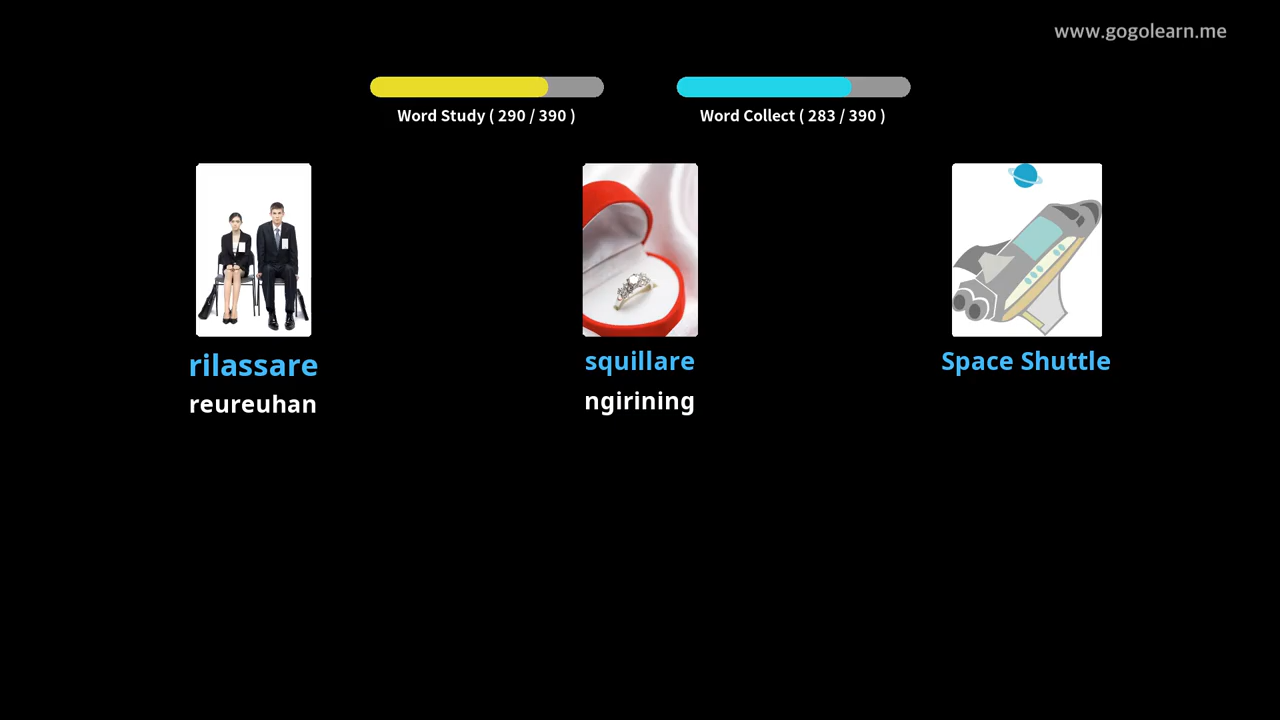 www.gogolearn.me
Word Study ( 290 / 390 )
Word Collect ( 283 / 390 )
rilassare
reureuhan
squillare
ngirining
Space Shuttle